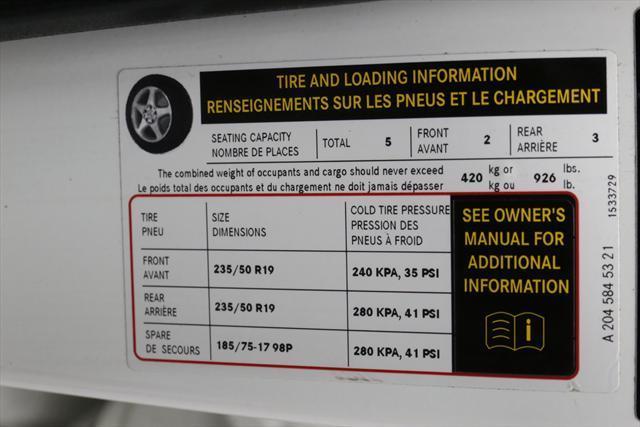 TIRE AND LOADING INFORMATION
RENSEIGNEMENTS SUR LES PNEUS ET LE CHARGEMENT
SEATING CAPACITY
NOMBRE DE PLACES
TOTAL 5
FRONT
AVANT
2
REAR
ARRIÈRE
3
The combined weight of occupants and cargo should never exceed
Le poids total des occupants et du chargement ne doit jamais dépasser
420 kg or
kg ou
926 lbs.
lb.
TIRE
PNEU
SIZE
DIMENSIONS
COLD TIRE PRESSURE
PRESSION DES
PNEUS À FROID
FRONT
AVANT
235/50 R19
240 KPA, 35 PSI
REAR
ARRIÈRE
235/50 R19
280 KPA, 41 PSI
SPARE
DE SECOURS
185/75-17 98P
280 KPA, 41 PSI
SEE OWNER'S
MANUAL FOR
ADDITIONAL
INFORMATION
i
A 204 584 53 21
1533729